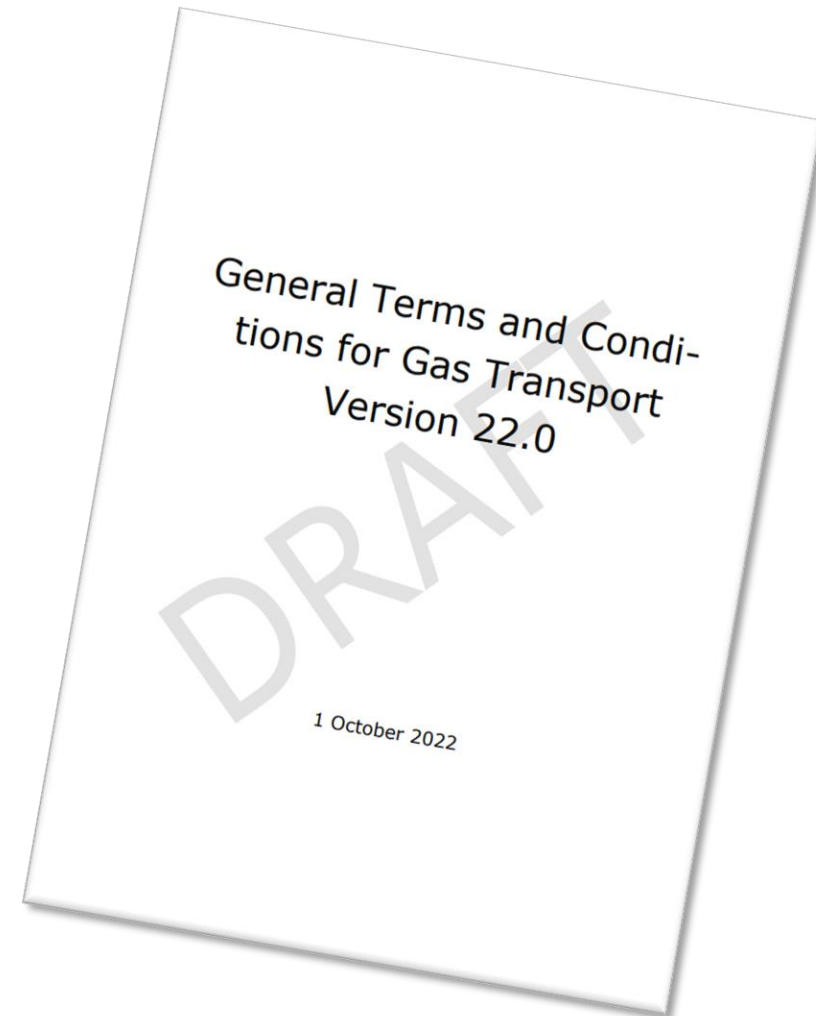 General Terms and Condi-
tions for Gas Transport
Version 22.0
DRAFT
1 October 2022